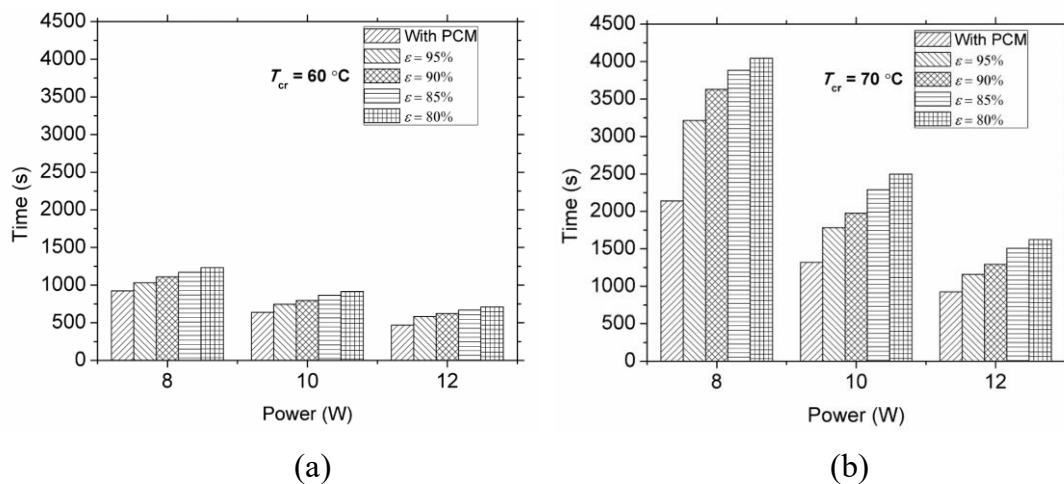 4500
4000
3500
3000
2500
2000
1500
1000
500
0
Time (s)
With PCM
ε = 95%
ε = 90%
ε = 85%
ε = 80%
T_cr = 60 °C
8 10 12
Power (W)
(a)
4500
4000
3500
3000
2500
2000
1500
1000
500
0
Time (s)
With PCM
ε = 95%
ε = 90%
ε = 85%
ε = 80%
T_cr = 70 °C
8 10 12
Power (W)
(b)